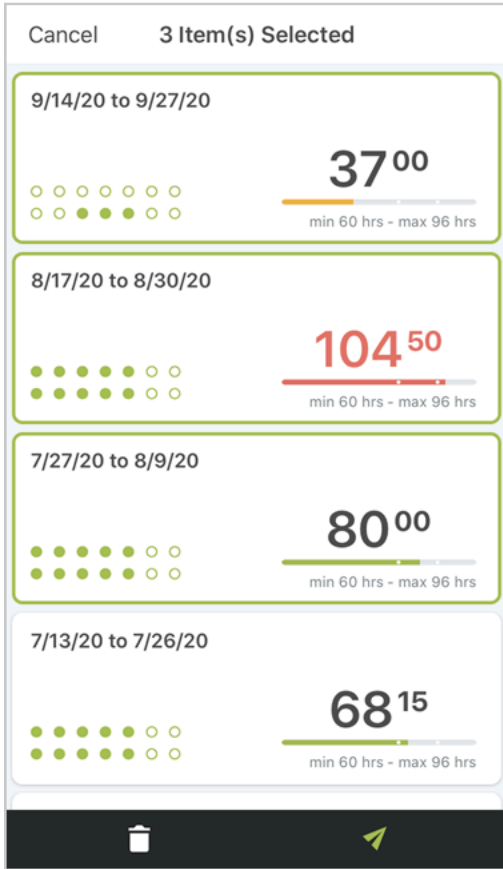 Cancel 3 Item(s) Selected
9/14/20 to 9/27/20
37 00
min 60 hrs - max 96 hrs
8/17/20 to 8/30/20
104 50
min 60 hrs - max 96 hrs
7/27/20 to 8/9/20
80 00
min 60 hrs - max 96 hrs
7/13/20 to 7/26/20
68 15
min 60 hrs - max 96 hrs